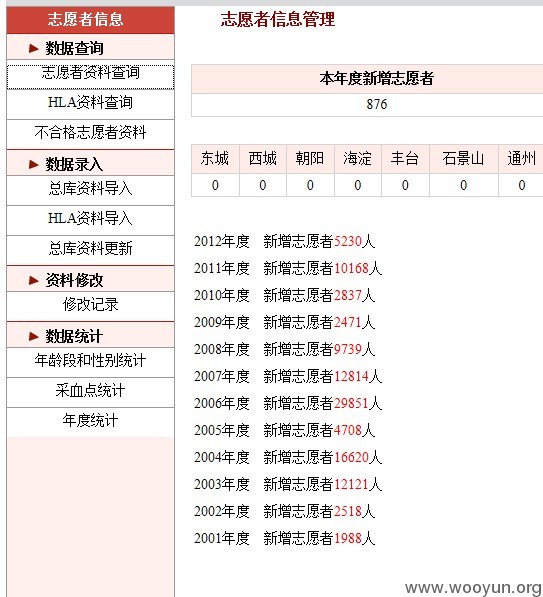 志愿者信息
► 数据查询
志愿者资料查询
HLA资料查询
不合格志愿者资料
► 数据录入
总库资料导入
HLA资料导入
总库资料更新
► 资料修改
修改记录
► 数据统计
年龄段和性别统计
采血点统计
年度统计
志愿者信息管理
本年度新增志愿者
876
东城 西城 朝阳 海淀 丰台 石景山 通州
0 0 0 0 0 0 0
2012年度 新增志愿者5230人
2011年度 新增志愿者10168人
2010年度 新增志愿者2837人
2009年度 新增志愿者2471人
2008年度 新增志愿者9739人
2007年度 新增志愿者12814人
2006年度 新增志愿者29851人
2005年度 新增志愿者4708人
2004年度 新增志愿者16620人
2003年度 新增志愿者12121人
2002年度 新增志愿者2518人
2001年度 新增志愿者1988人
www.wooyun.org